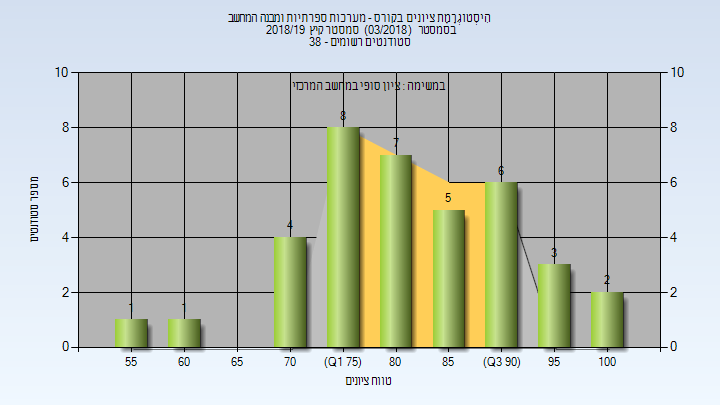 היסטוגרמת ציונים בקורס - מערכות ספרתיות ומבנה המחשב
בסמסטר (03/2018) סמסטר קיץ 2018/19
סטודנטים רשומים - 38
במשימה : ציון סופי במחשב המרכזי
10 10
8 8
6 6
4 4
2 2
0 0
1 1 4 8 7 5 6 3 2
מספר סטודנטים
55 60 65 70 (Q1 75) 80 85 (Q3 90) 95 100
טווח ציונים